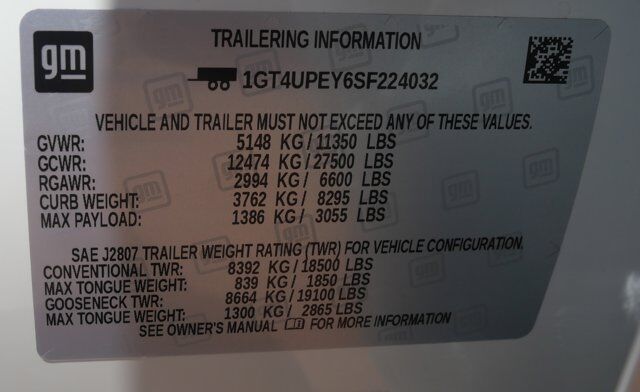 gm
TRAILERING INFORMATION
1GT4UPEY6SF224032
VEHICLE AND TRAILER MUST NOT EXCEED ANY OF THESE VALUES.
GVWR: 5148 KG / 11350 LBS
GCWR: 12474 KG / 27500 LBS
RGAWR: 2994 KG / 6600 LBS
CURB WEIGHT: 3762 KG / 8295 LBS
MAX PAYLOAD: 1386 KG / 3055 LBS
SAE J2807 TRAILER WEIGHT RATING (TWR) FOR VEHICLE CONFIGURATION.
CONVENTIONAL TWR: 8392 KG / 18500 LBS
MAX TONGUE WEIGHT: 839 KG / 1850 LBS
GOOSENECK TWR: 8664 KG / 19100 LBS
MAX TONGUE WEIGHT: 1300 KG / 2865 LBS
SEE OWNER'S MANUAL FOR MORE INFORMATION